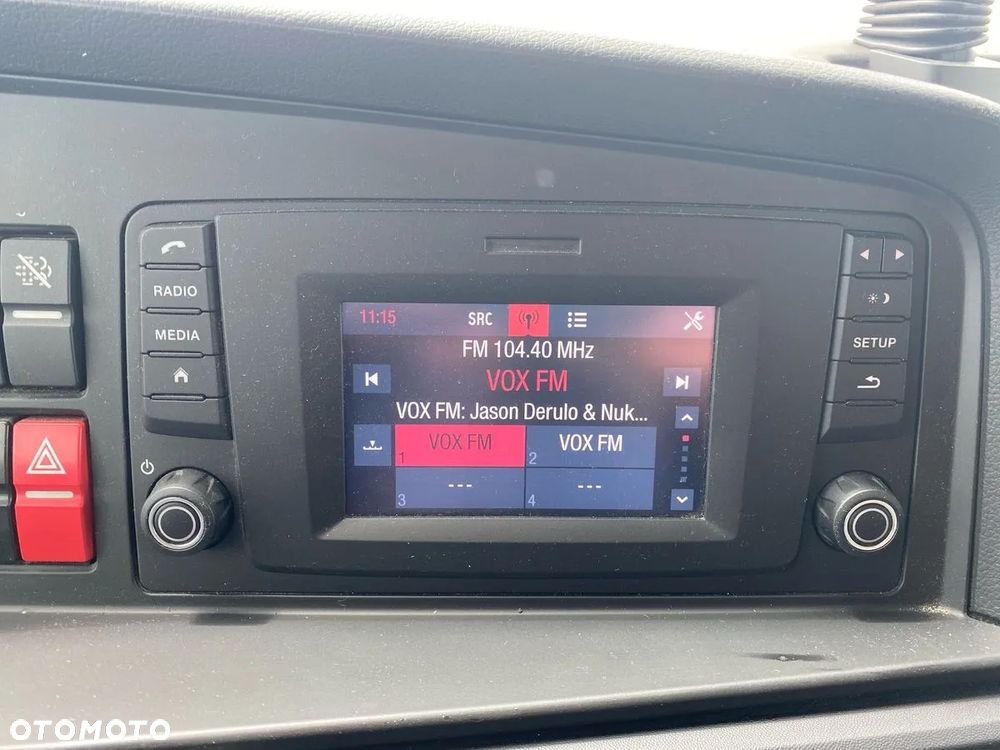 RADIO
MEDIA
SETUP
11:15 SRC
FM 104.40 MHz
VOX FM
VOX FM: Jason Derulo & Nuk...
VOX FM
1
VOX FM
2
---
3
---
4
OTOMOTO